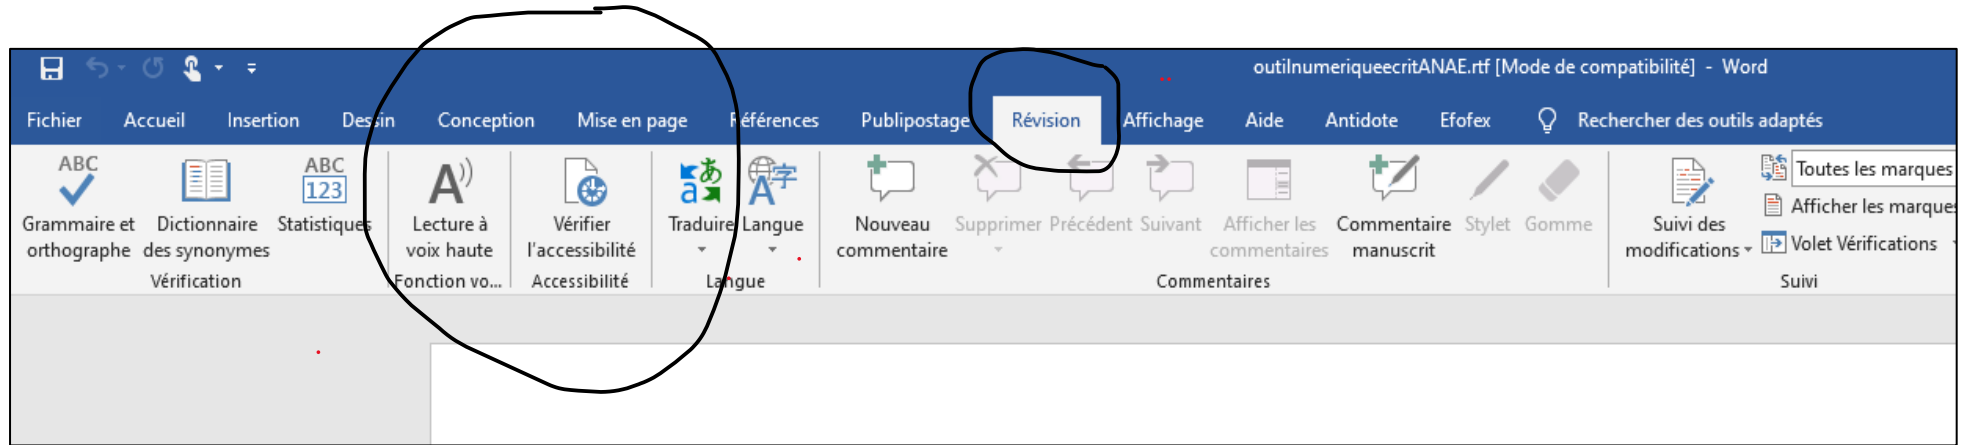 outilnumeriqueecritANAE.rtf [Mode de compatibilité] - Word
Fichier Accueil Insertion Dessin Conception Mise en page Références Publipostage Révision Affichage Aide Antidote Efofex Rechercher des outils adaptés
ABC
Grammaire et
orthographe
Dictionnaire
des synonymes
ABC
123
Statistiques
Vérification
A
Lecture à
voix haute
Fonction vo...
Vérifier
l'accessibilité
Accessibilité
a あ
Traduire
A 字
Langue
Langue
Nouveau
commentaire
Supprimer
Précédent
Suivant
Afficher les
commentaires
Commentaire
manuscrit
Stylet
Gomme
Commentaires
Suivi des
modifications
Toutes les marques
Afficher les marques
Volet Vérifications
Suivi